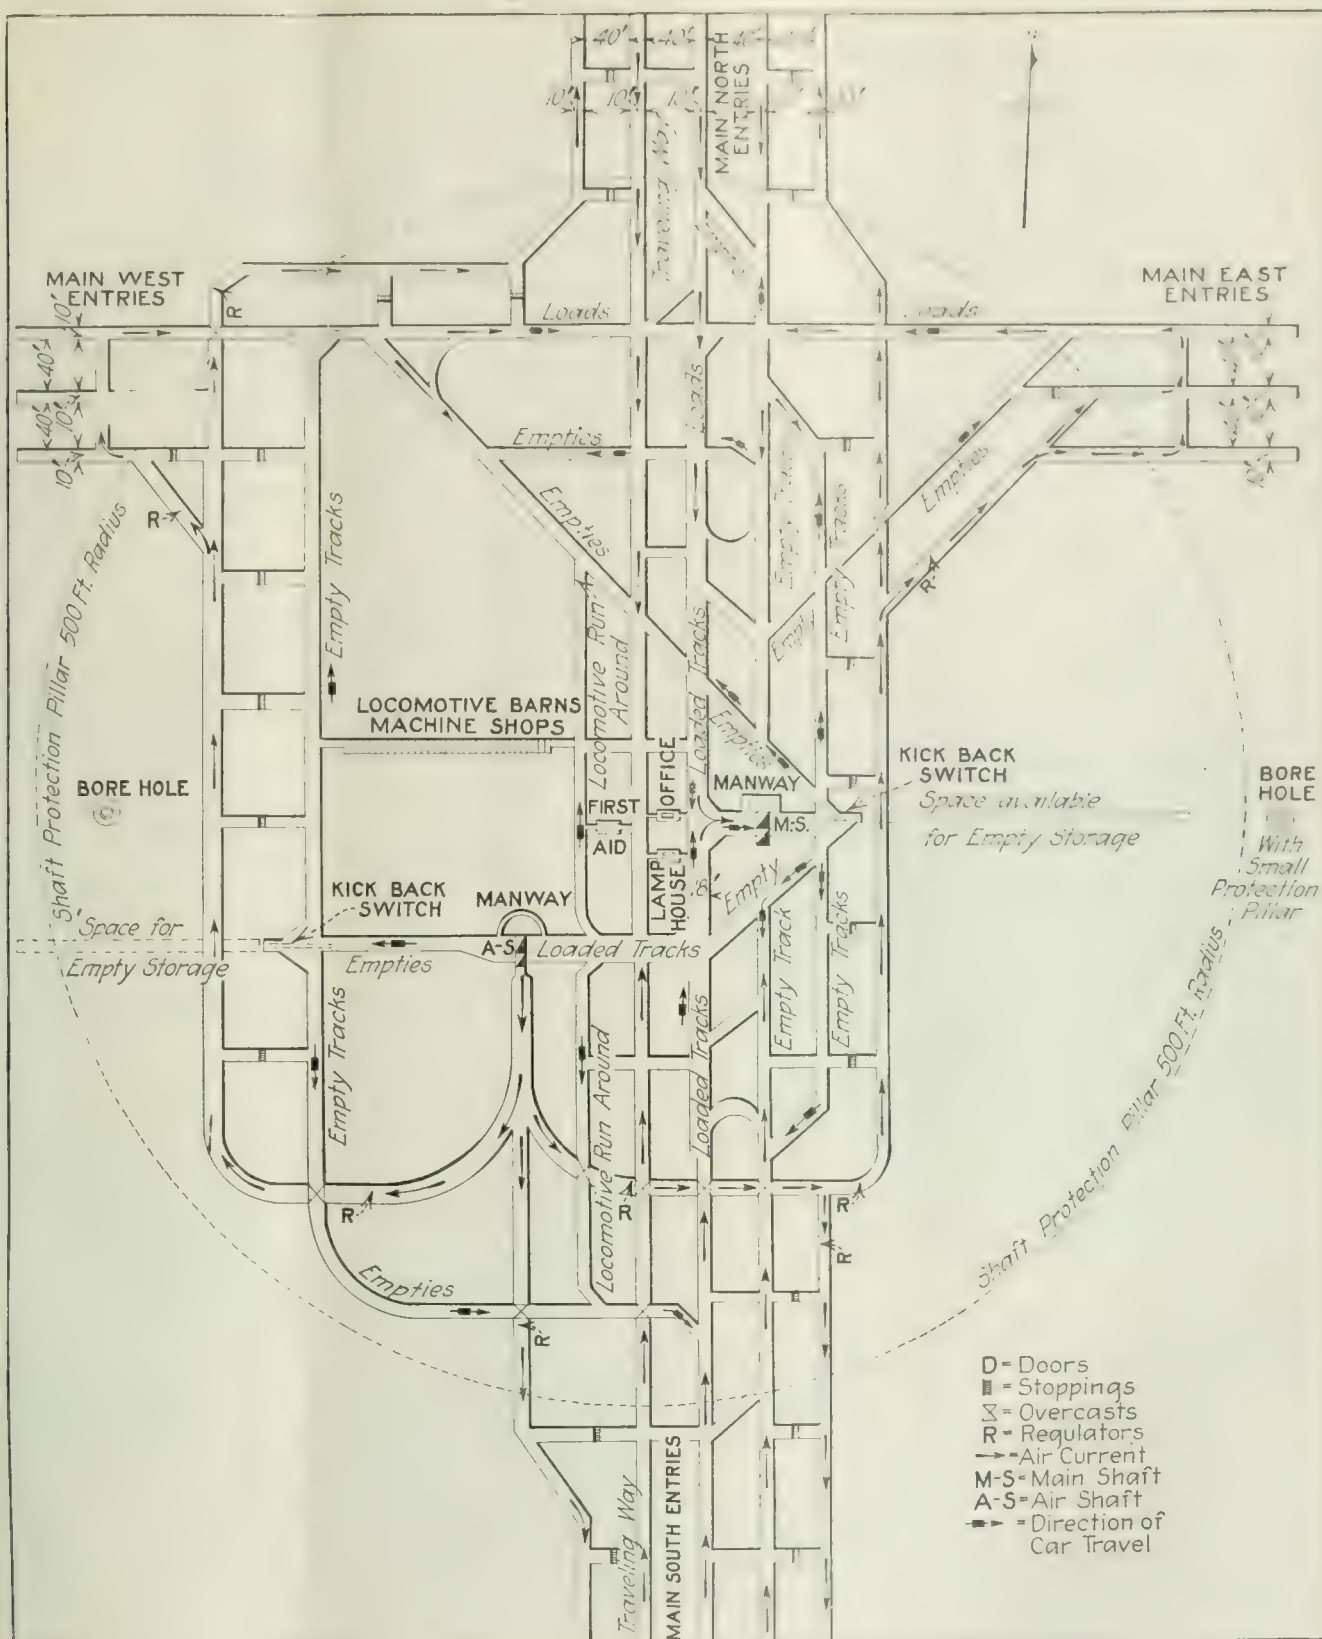 40'
40'
40'
10'
10'
10'
10'
MAIN NORTH
ENTRIES
Traveling Way
MAIN WEST
ENTRIES
MAIN EAST
ENTRIES
R
Loads
Loads
10'
40'
40'
10'
10'
Loads
Empties
Empties
Empties
R
Empty Tracks
Empty Tracks
Empty
R
Shaft Protection Pillar 500 Ft. Radius
Locomotive Run
Around
Loaded Tracks
Empties
LOCOMOTIVE BARNS
MACHINE SHOPS
OFFICE
MANWAY
KICK BACK
SWITCH
Space available
for Empty Storage
BORE HOLE
BORE
HOLE
With
Small
Protection
Pillar
FIRST
AID
M-S.
LAMP
HOUSE
Empty
KICK BACK
SWITCH
MANWAY
Space for
Empty Storage
Empties
A-S
Loaded Tracks
Empty Tracks
Locomotive Run Around
Loaded Tracks
Empty Track
Empty Tracks
Shaft Protection Pillar 500 Ft. Radius
R
R
R
R
Empties
R
Traveling Way
MAIN SOUTH ENTRIES
D = Doors
= Stoppings
= Overcasts
R = Regulators
= Air Current
M-S = Main Shaft
A-S = Air Shaft
= Direction of
Car Travel